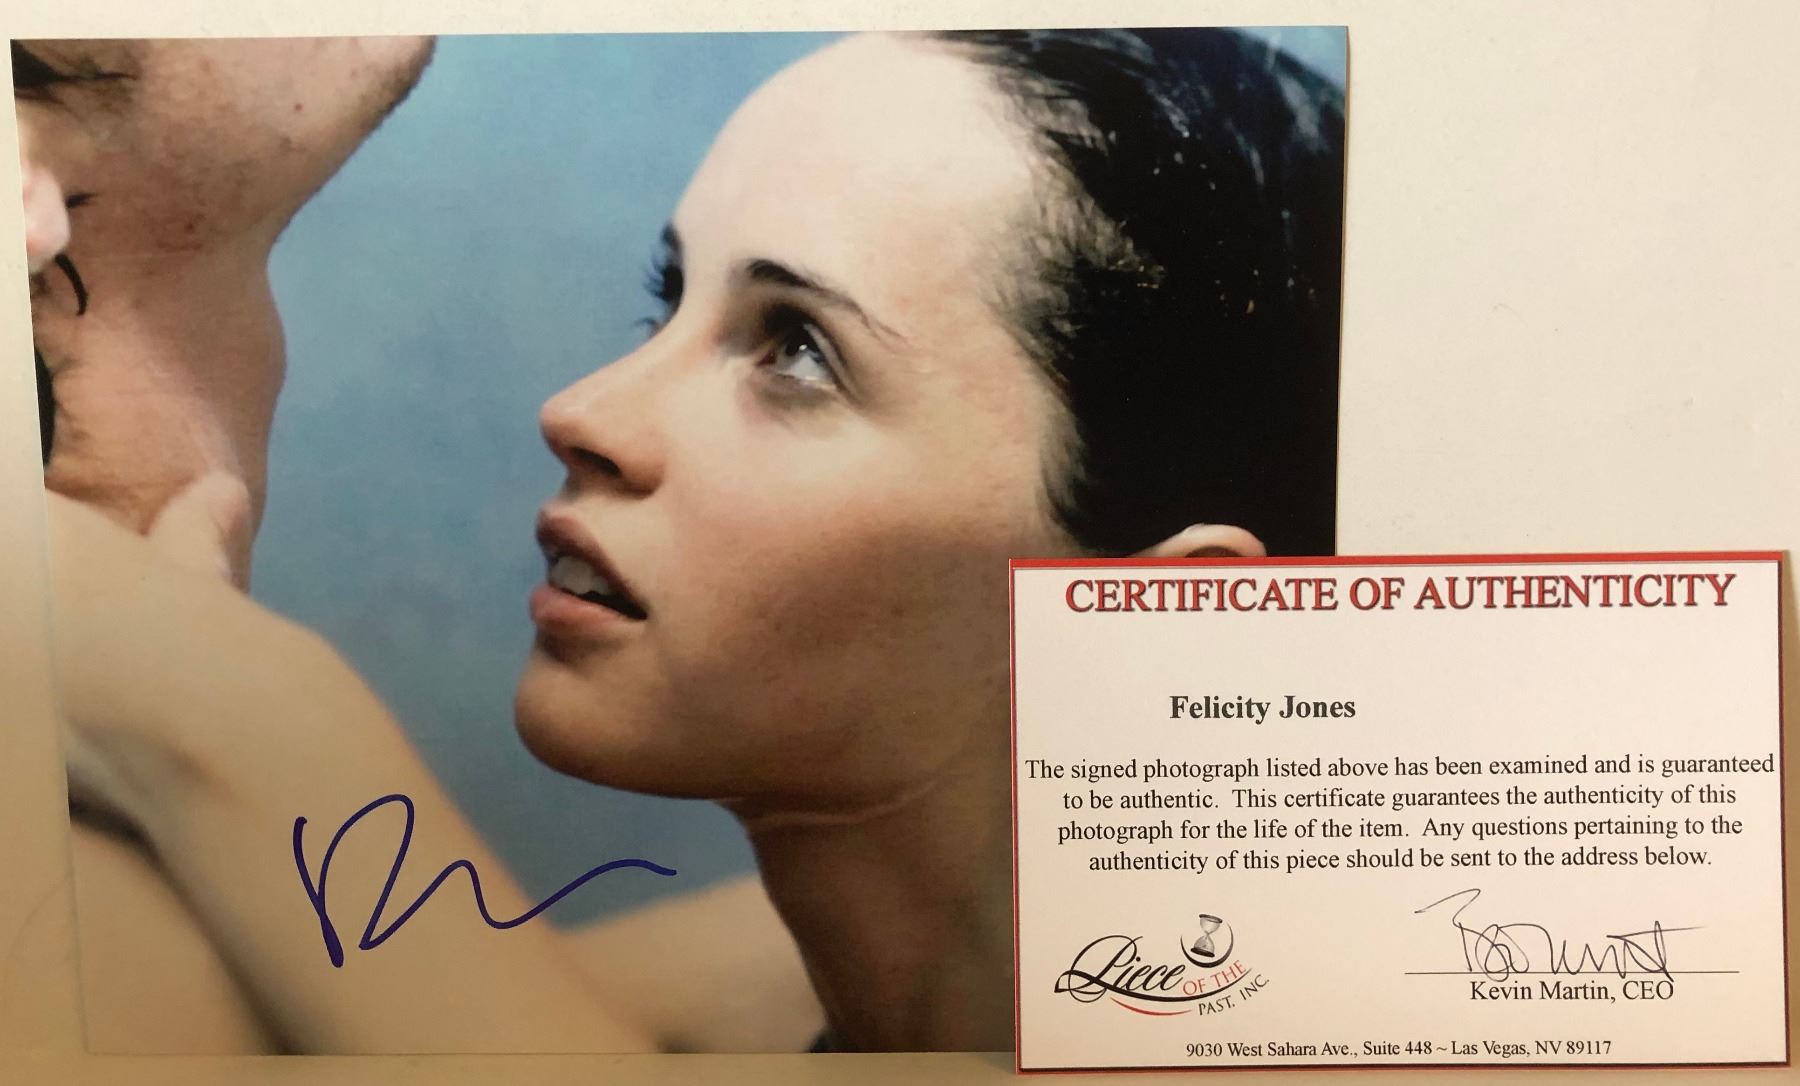 CERTIFICATE OF AUTHENTICITY
Felicity Jones
The signed photograph listed above has been examined and is guaranteed
to be authentic. This certificate guarantees the authenticity of this
photograph for the life of the item. Any questions pertaining to the
authenticity of this piece should be sent to the address below.
Piece
OF THE
PAST, INC.
Kevin Martin, CEO
9030 West Sahara Ave., Suite 448 ~ Las Vegas, NV 89117